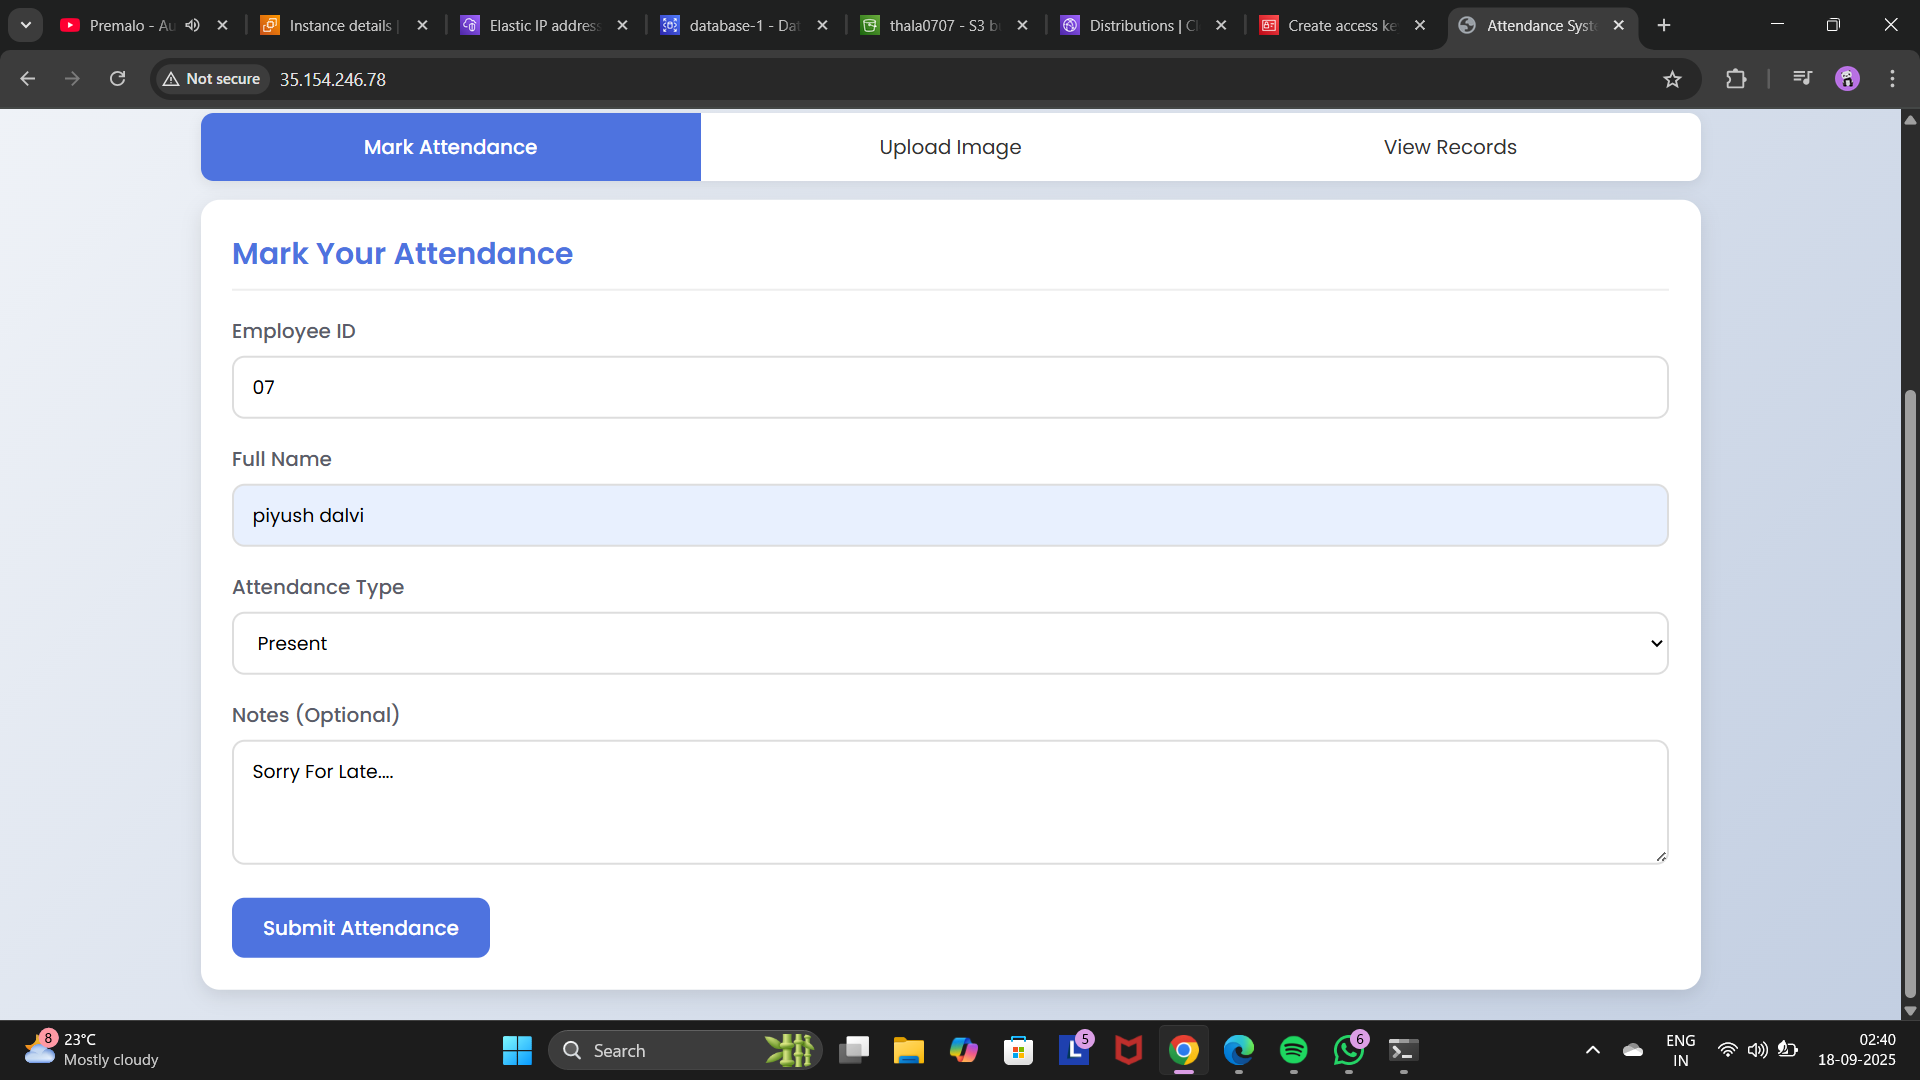 Premalo - Au
Instance details |
Elastic IP address
database-1 - Dat
thala0707 - S3 b
Distributions | Cl
Create access ke
Attendance Syste
Not secure
35.154.246.78
Mark Attendance
Upload Image
View Records
Mark Your Attendance
Employee ID
07
Full Name
piyush dalvi
Attendance Type
Present
Notes (Optional)
Sorry For Late....
Submit Attendance
8
23°C
Mostly cloudy
Search
L
5
6
ENG
IN
02:40
18-09-2025